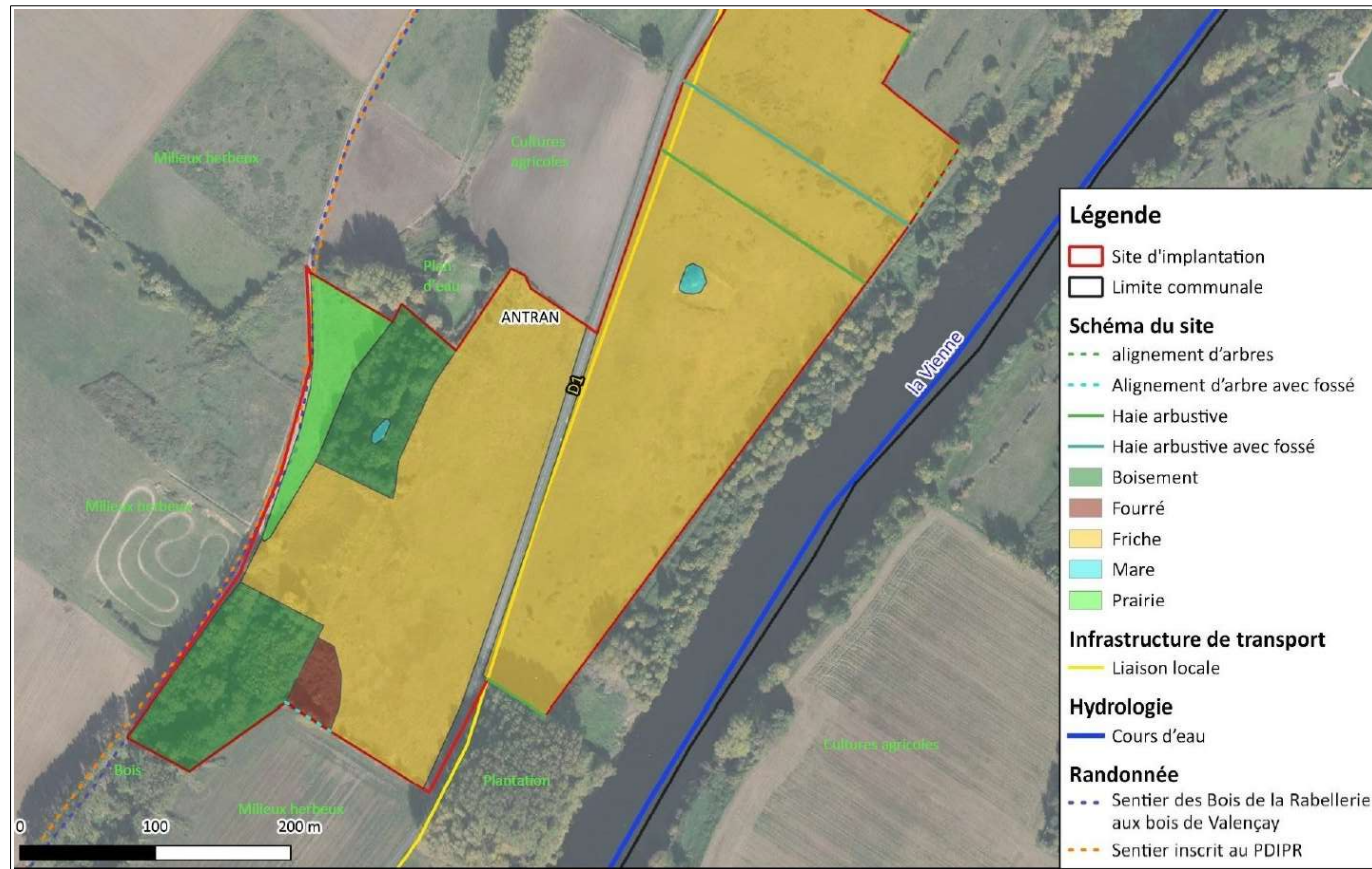 Milieux herbeux
Cultures
agricoles
Plan
d'eau
ANTRAN
D1
la Vienne
Milieux herbeux
Bois
Milieux herbeux
Plantation
Cultures agricoles
0 100 200 m
Légende
Site d'implantation
Limite communale
Schéma du site
alignement d'arbres
Alignement d'arbre avec fossé
Haie arbustive
Haie arbustive avec fossé
Boisement
Fourré
Friche
Mare
Prairie
Infrastructure de transport
Liaison locale
Hydrologie
Cours d'eau
Randonnée
Sentier des Bois de la Rabellerie
aux bois de Valençay
Sentier inscrit au PDIPR